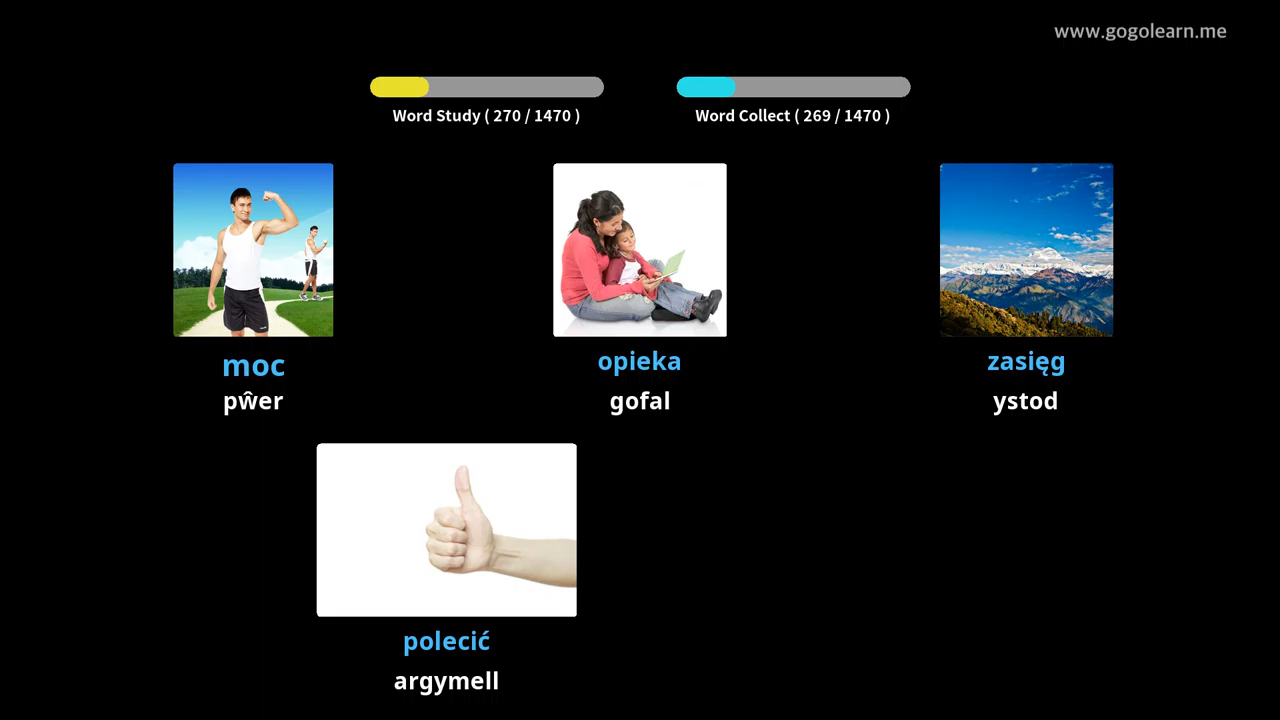 www.gogolearn.me
Word Study ( 270 / 1470 )
Word Collect ( 269 / 1470 )
moc
pŵer
opieka
gofal
zasięg
ystod
polecić
argymell